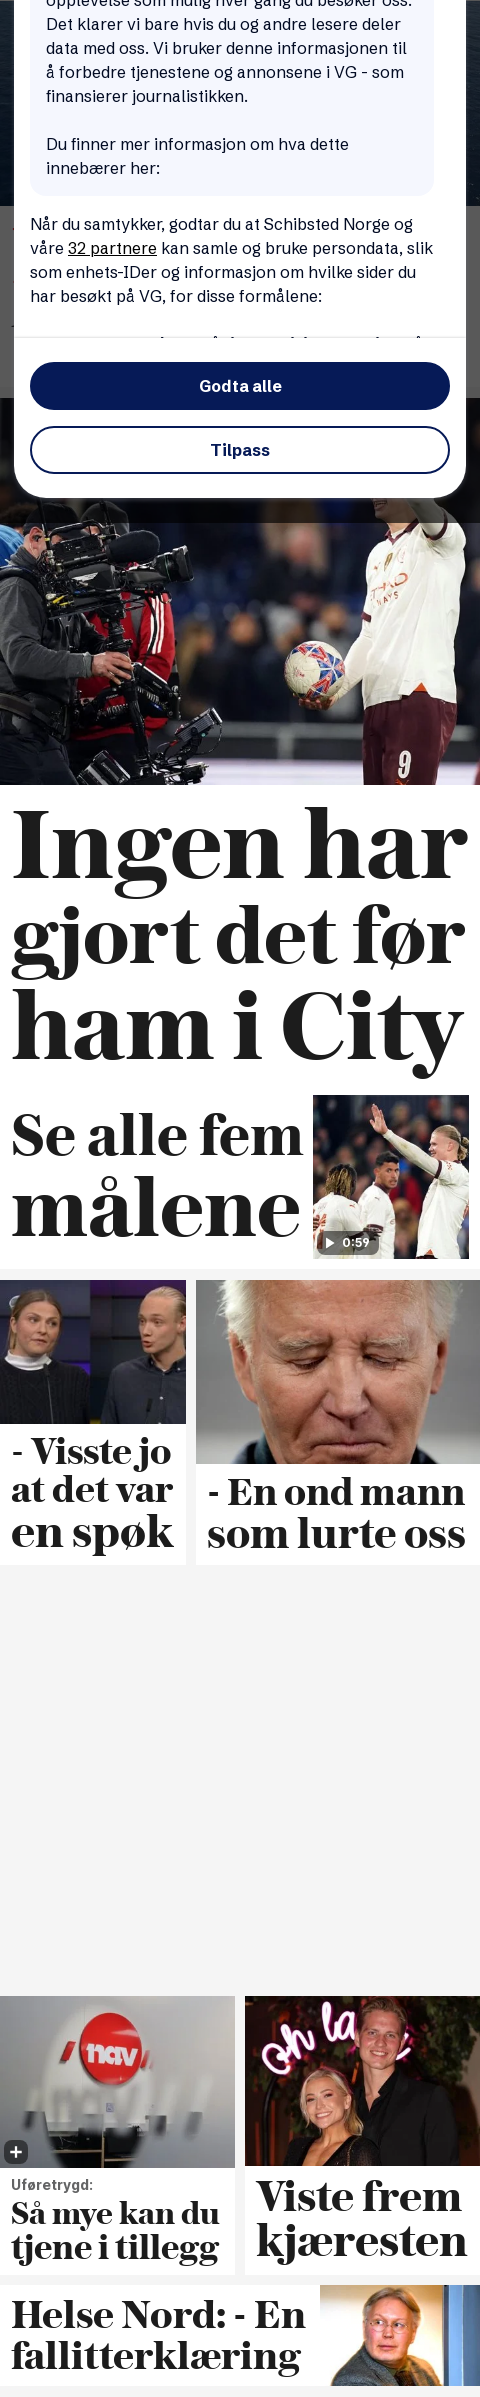 opplevelse som mulig hver gang du besøker oss.
Det klarer vi bare hvis du og andre lesere deler
data med oss. Vi bruker denne informasjonen til
å forbedre tjenestene og annonsene i VG - som
finansierer journalistikken.
Du finner mer informasjon om hva dette
innebærer her:
Når du samtykker, godtar du at Schibsted Norge og
våre 32 partnere kan samle og bruke persondata, slik
som enhets-IDer og informasjon om hvilke sider du
har besøkt på VG, for disse formålene:
Godta alle
Tilpass
9
Ingen har
gjort det før
ham i City
Se alle fem
målene
0:59
- Visste jo
at det var
en spøk
- En ond mann
som lurte oss
nav
Uføretrygd:
Så mye kan du
tjene i tillegg
oh la
Viste frem
kjæresten
Helse Nord: - En
fallitterklæring